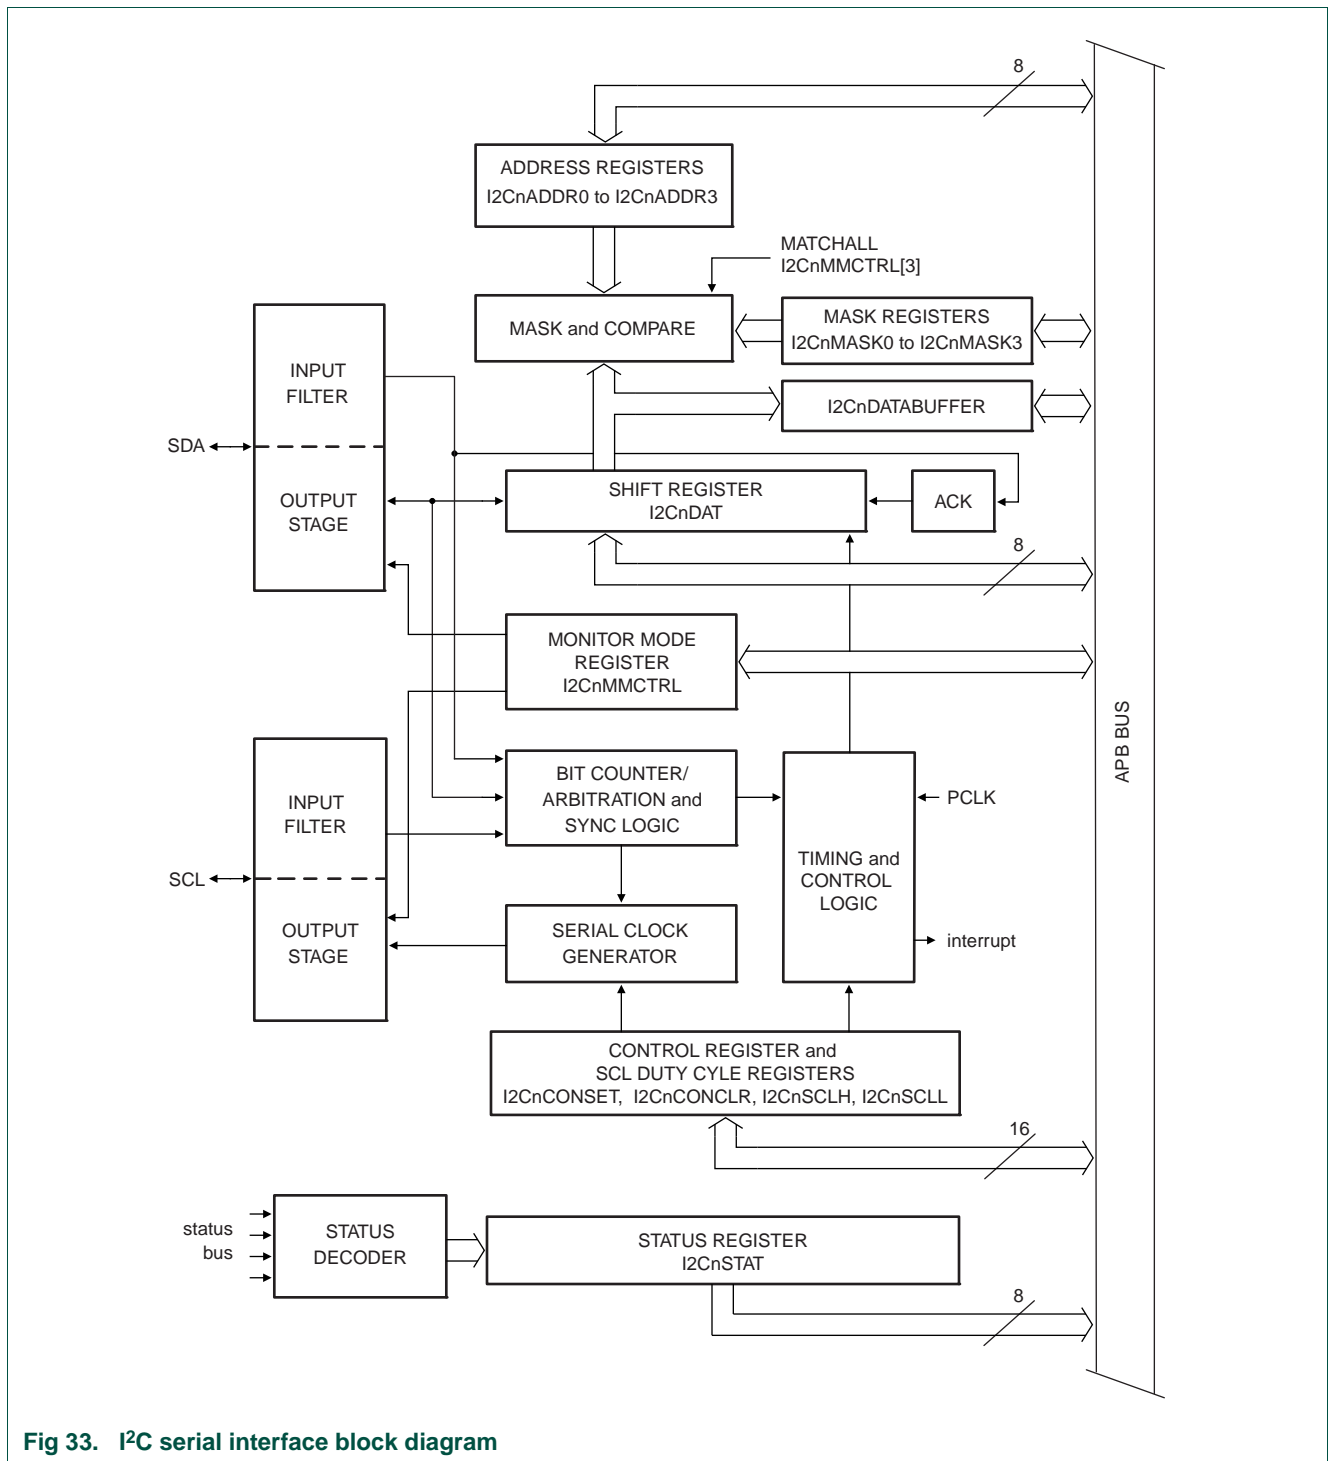 8
ADDRESS REGISTERS
I2CnADDR0 to I2CnADDR3
MATCHALL
I2CnMMCTRL[3]
MASK and COMPARE
MASK REGISTERS
I2CnMASK0 to I2CnMASK3
I2CnDATABUFFER
INPUT
FILTER
SDA
OUTPUT
STAGE
SHIFT REGISTER
I2CnDAT
ACK
8
MONITOR MODE
REGISTER
I2CnMMCTRL
APB BUS
INPUT
FILTER
SCL
OUTPUT
STAGE
BIT COUNTER/
ARBITRATION and
SYNC LOGIC
PCLK
TIMING and
CONTROL
LOGIC
SERIAL CLOCK
GENERATOR
interrupt
CONTROL REGISTER and
SCL DUTY CYLE REGISTERS
I2CnCONSET, I2CnCONCLR, I2CnSCLH, I2CnSCLL
16
status
bus
STATUS
DECODER
STATUS REGISTER
I2CnSTAT
8
Fig 33. I²C serial interface block diagram